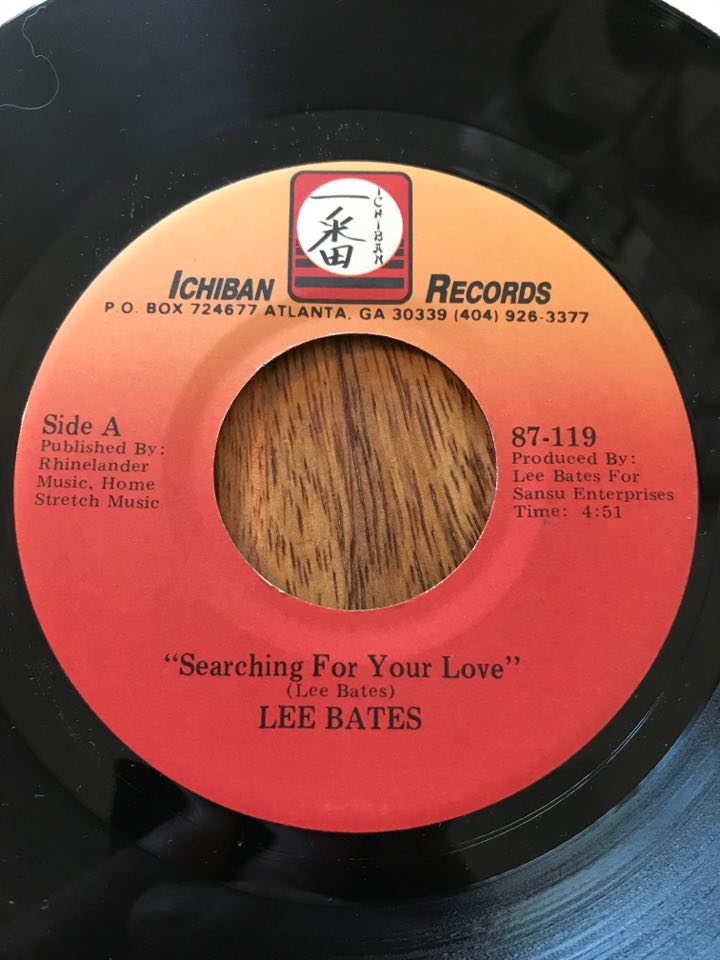 一番
ICHIBAN
ICHIBAN RECORDS
P.O. BOX 724677 ATLANTA, GA 30339 (404) 926-3377
Side A
Published By:
Rhinelander
Music, Home
Stretch Music
87-119
Produced By:
Lee Bates For
Sansu Enterprises
Time: 4:51
"Searching For Your Love"
(Lee Bates)
LEE BATES